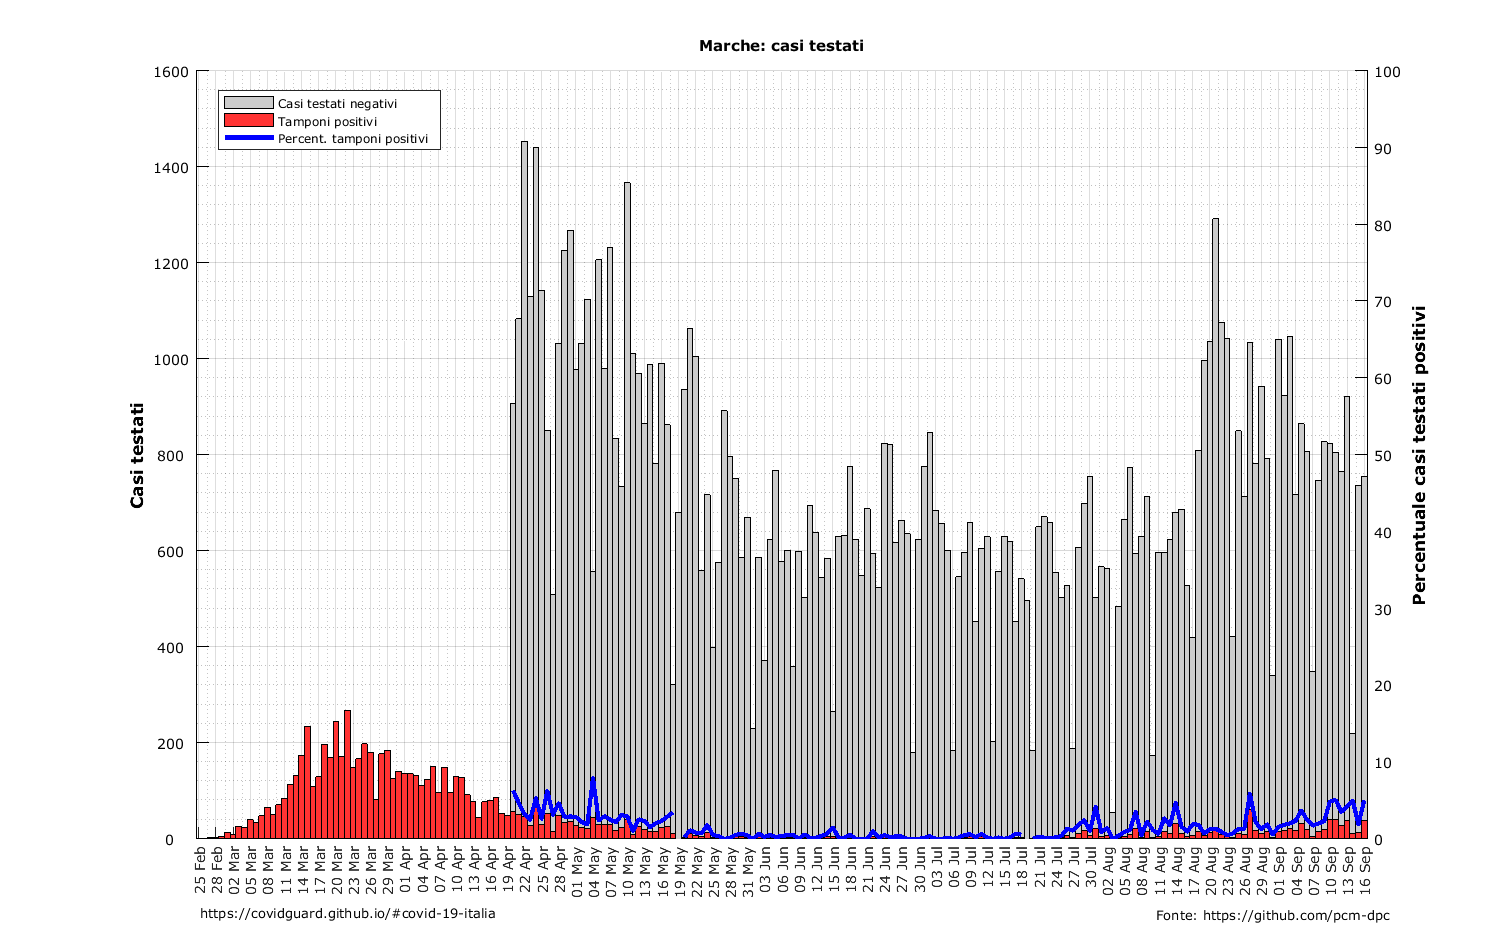 Marche: casi testati
1600
1400
1200
1000
800
600
400
200
0
Casi testati
Casi testati negativi
Tamponi positivi
Percent. tamponi positivi
100
90
80
70
60
50
40
30
20
10
0
Percentuale casi testati positivi
25 Feb
28 Feb
02 Mar
05 Mar
08 Mar
11 Mar
14 Mar
17 Mar
20 Mar
23 Mar
26 Mar
29 Mar
01 Apr
04 Apr
07 Apr
10 Apr
13 Apr
16 Apr
19 Apr
22 Apr
25 Apr
28 Apr
01 May
04 May
07 May
10 May
13 May
16 May
19 May
22 May
25 May
28 May
31 May
03 Jun
06 Jun
09 Jun
12 Jun
15 Jun
18 Jun
21 Jun
24 Jun
27 Jun
30 Jun
03 Jul
06 Jul
09 Jul
12 Jul
15 Jul
18 Jul
21 Jul
24 Jul
27 Jul
30 Jul
02 Aug
05 Aug
08 Aug
11 Aug
14 Aug
17 Aug
20 Aug
23 Aug
26 Aug
29 Aug
01 Sep
04 Sep
07 Sep
10 Sep
13 Sep
16 Sep
https://covidguard.github.io/#covid-19-italia
Fonte: https://github.com/pcm-dpc